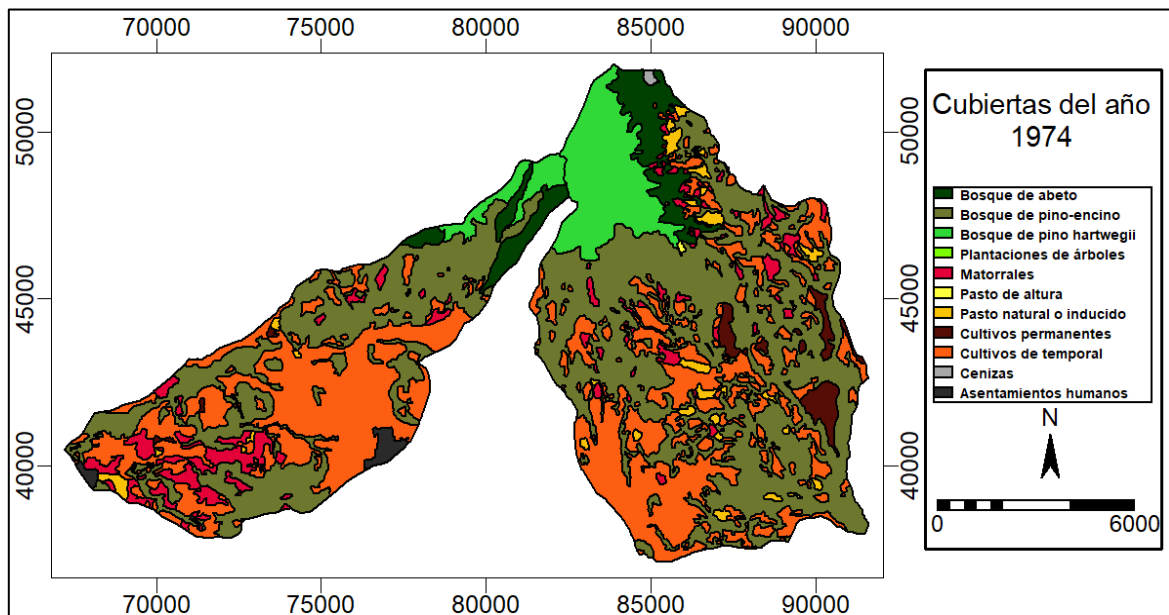 70000 75000 80000 85000 90000
50000 50000
45000 45000
40000 40000
70000 75000 80000 85000 90000
Cubiertas del año
1974
Bosque de abeto
Bosque de pino-encino
Bosque de pino hartwegii
Plantaciones de árboles
Matorrales
Pasto de altura
Pasto natural o inducido
Cultivos permanentes
Cultivos de temporal
Cenizas
Asentamientos humanos
N
0 6000